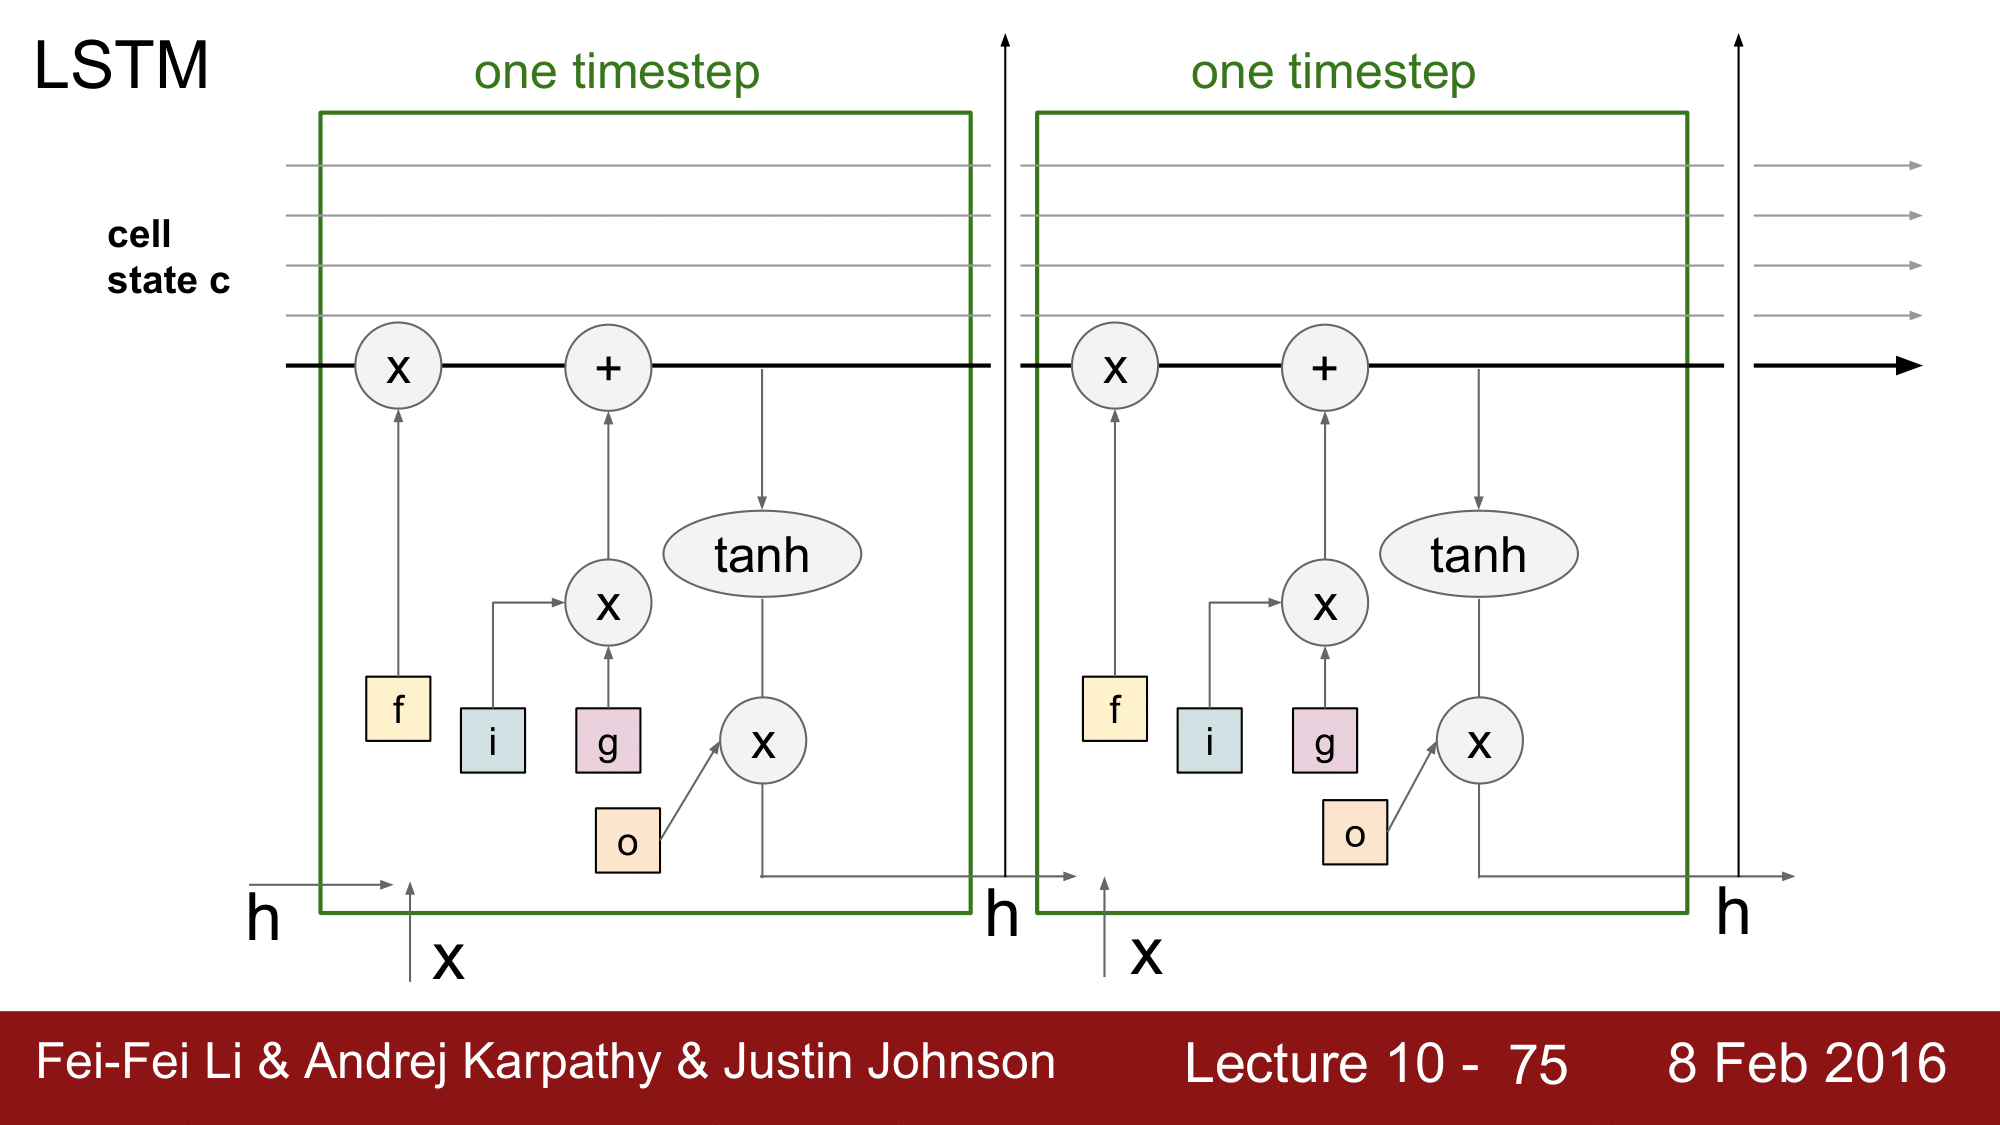 LSTM
one timestep
one timestep
cell
state c
x
+
x
+
tanh
tanh
x
x
f
i
g
x
f
i
g
x
o
o
h
h
h
x
x
Fei-Fei Li & Andrej Karpathy & Justin Johnson
Lecture 10 - 75
8 Feb 2016